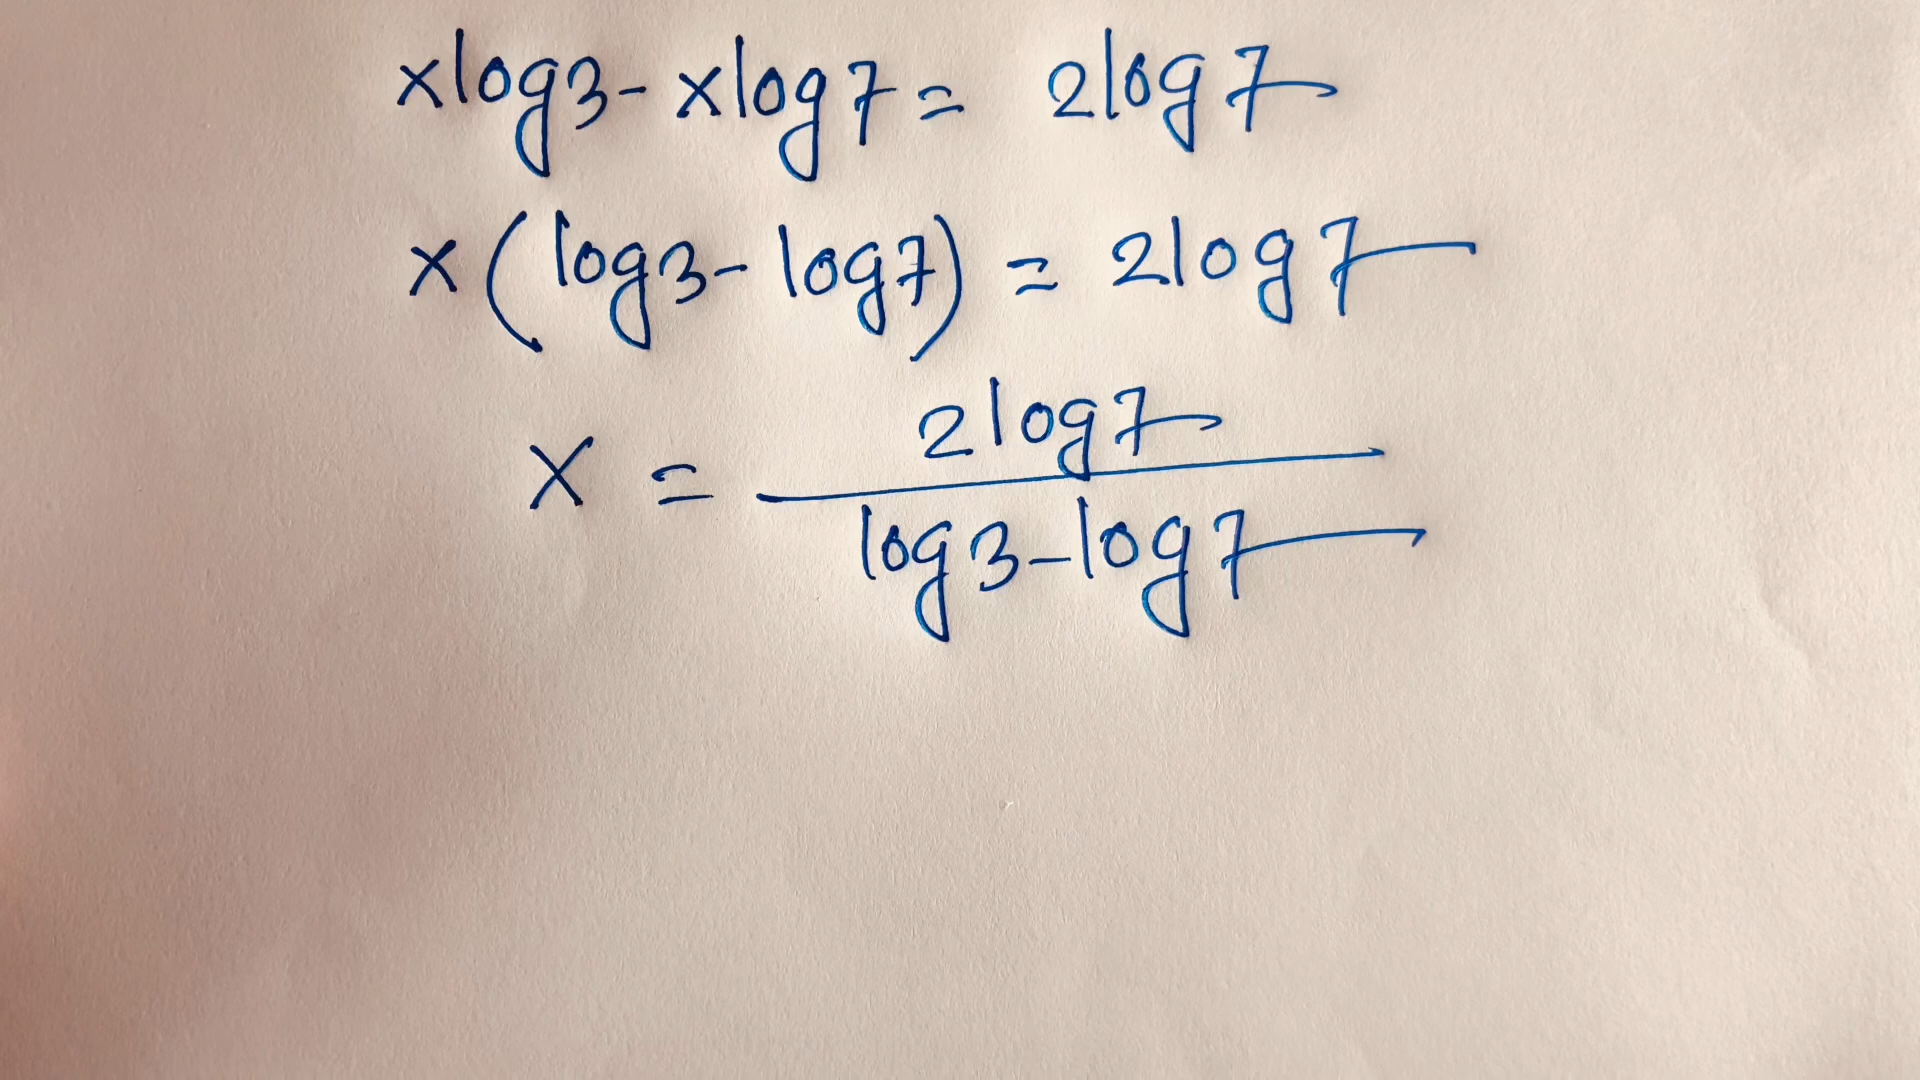 xlog3 - xlog7 = 2log7
x(log3 - log7) = 2log7
x = 2log7 / log3 - log7